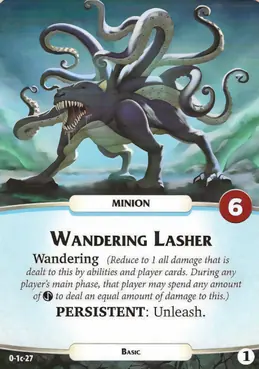 MINION
6
WANDERING LASHER
Wandering (Reduce to 1 all damage that is
dealt to this by abilities and player cards. During any
player's main phase, that player may spend any amount
of to deal an equal amount of damage to this.)
PERSISTENT: Unleash.
0-1c-27
BASIC
1